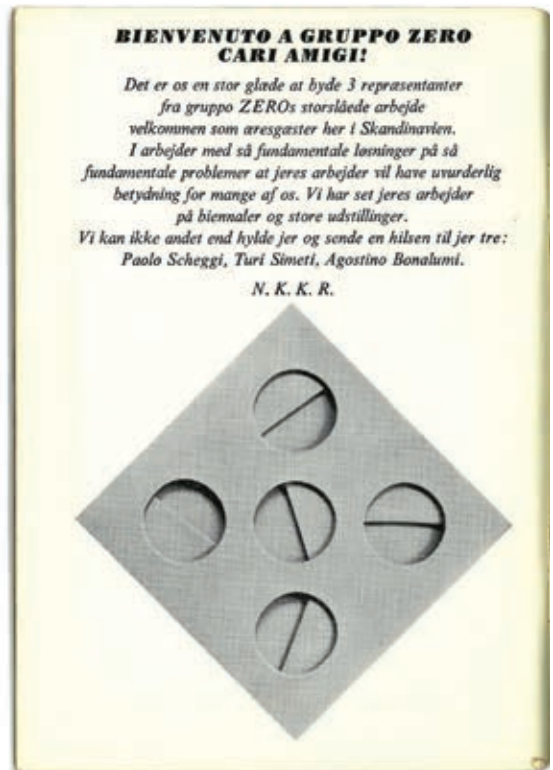 BIENVENUTO A GRUPPO ZERO
CARI AMIGI!
Det er os en stor glæde at byde 3 repræsentanter
fra gruppo ZEROs storslåede arbejde
velkommen som æresgæster her i Skandinavien.
I arbejder med så fundamentale løsninger på så
fundamentale problemer at jeres arbejder vil have uvurderlig
betydning for mange af os. Vi har set jeres arbejder
på biennaler og store udstillinger.
Vi kan ikke andet end hylde jer og sende en hilsen til jer tre:
Paolo Scheggi, Turi Simeti, Agostino Bonalumi.
N. K. K. R.